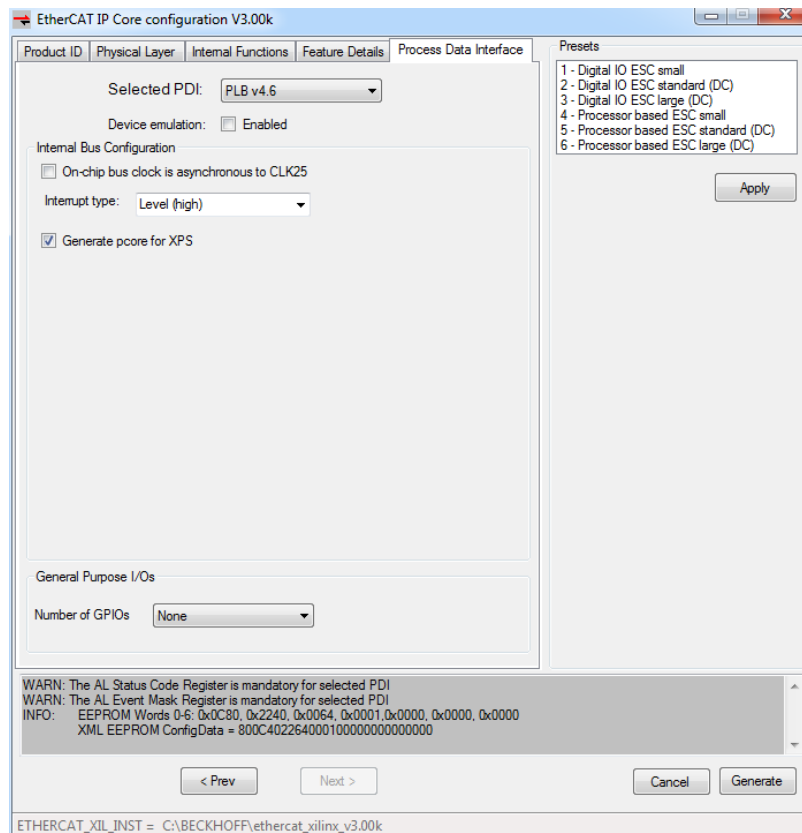 EtherCAT IP Core configuration V3.00k
Product ID Physical Layer Internal Functions Feature Details Process Data Interface
Selected PDI: PLB v4.6
Device emulation: Enabled
Internal Bus Configuration
On-chip bus clock is asynchronous to CLK25
Interrupt type: Level (high)
Generate pcore for XPS
General Purpose I/Os
Number of GPIOs None
Presets
1 - Digital IO ESC small
2 - Digital IO ESC standard (DC)
3 - Digital IO ESC large (DC)
4 - Processor based ESC small
5 - Processor based ESC standard (DC)
6 - Processor based ESC large (DC)
Apply
WARN: The AL Status Code Register is mandatory for selected PDI
WARN: The AL Event Mask Register is mandatory for selected PDI
INFO: EEPROM Words 0-6: 0x0C80, 0x2240, 0x0064, 0x0001,0x0000, 0x0000, 0x0000
XML EEPROM ConfigData = 800C4022640001000000000000
< Prev Next > Cancel Generate
ETHERCAT_XIL_INST = C:\BECKHOFF\ethercat_xilinx_v3.00k